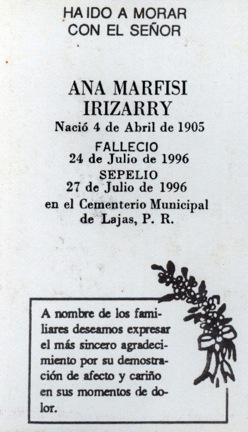 HA IDO A MORAR
CON EL SEÑOR
ANA MARFISI
IRIZARRY
Nació 4 de Abril de 1905
FALLECIO
24 de Julio de 1996
SEPELIO
27 de Julio de 1996
en el Cementerio Municipal
de Lajas, P. R.
A nombre de los fami-
liares deseamos expresar
el más sincero agradeci-
miento por su demostra-
ción de afecto y cariño
en sus momentos de do-
lor.